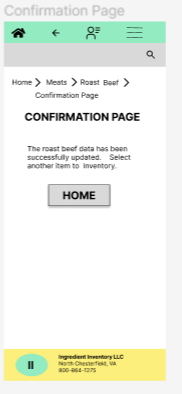 Confirmation Page
Home > Meats > Roast Beef >
Confirmation Page
CONFIRMATION PAGE
The roast beef data has been
successfully updated. Select
another item to Inventory.
HOME
II
Ingredient Inventory LLC
North Chesterfield, VA
800-864-7275